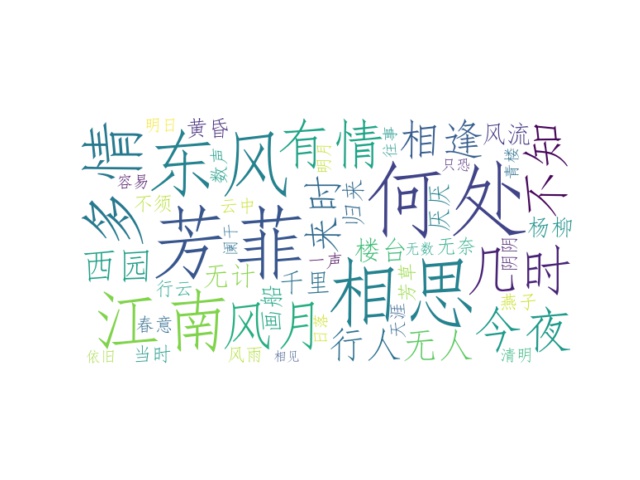 明日
黄昏
多情
东风
数声
有情
明月
往事
相逢
风流
只恐
青楼
不知
容易
不须
云中
来时
归来
何处
厌厌
杨柳
芳菲
阑干
一声
西园
无计
千里
楼台
无数
无奈
几时
阴阴
行云
画船
相思
芳草
燕子
江南
春意
风月
日落
天涯
今夜
行人
无人
依旧
当时
风雨
相见
清明